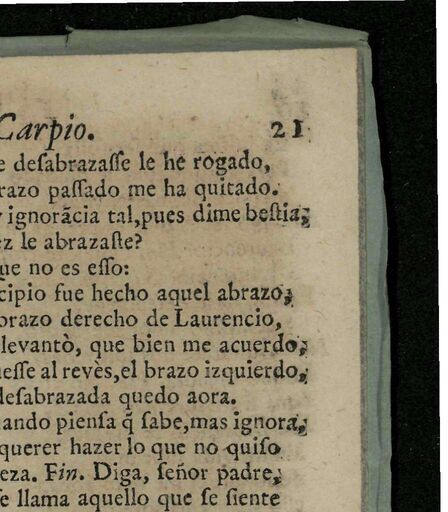 Carpio. 21
e desabrazasse le he rogado,
razo passado me ha quitado.
ignorãcia tal,pues dime bestia,
ez le abrazaste?
ue no es esso:
cipio fue hecho aquel abrazo,
brazo derecho de Laurencio,
levantò, que bien me acuerdo,
esse al revès,el brazo izquierdo,
desabrazada quedo aora.
ando piensa q̃ sabe,mas ignora,
querer hazer lo que no quiso
eza. Fin. Diga, señor padre,
e llama aquello que se siente